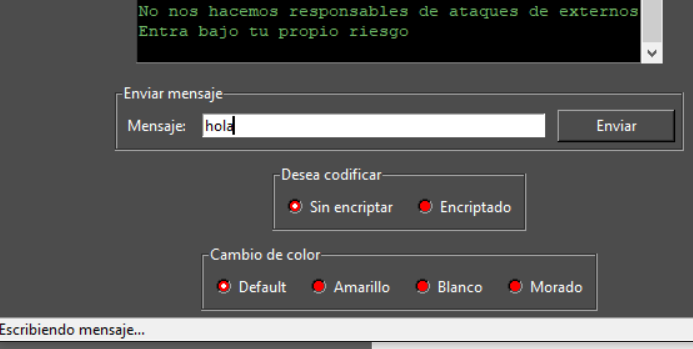 No nos hacemos responsables de ataques de externos
Entra bajo tu propio riesgo
Enviar mensaje
Mensaje: hola Enviar
Desea codificar
Sin encriptar Encriptado
Cambio de color
Default Amarillo Blanco Morado
Escribiendo mensaje...